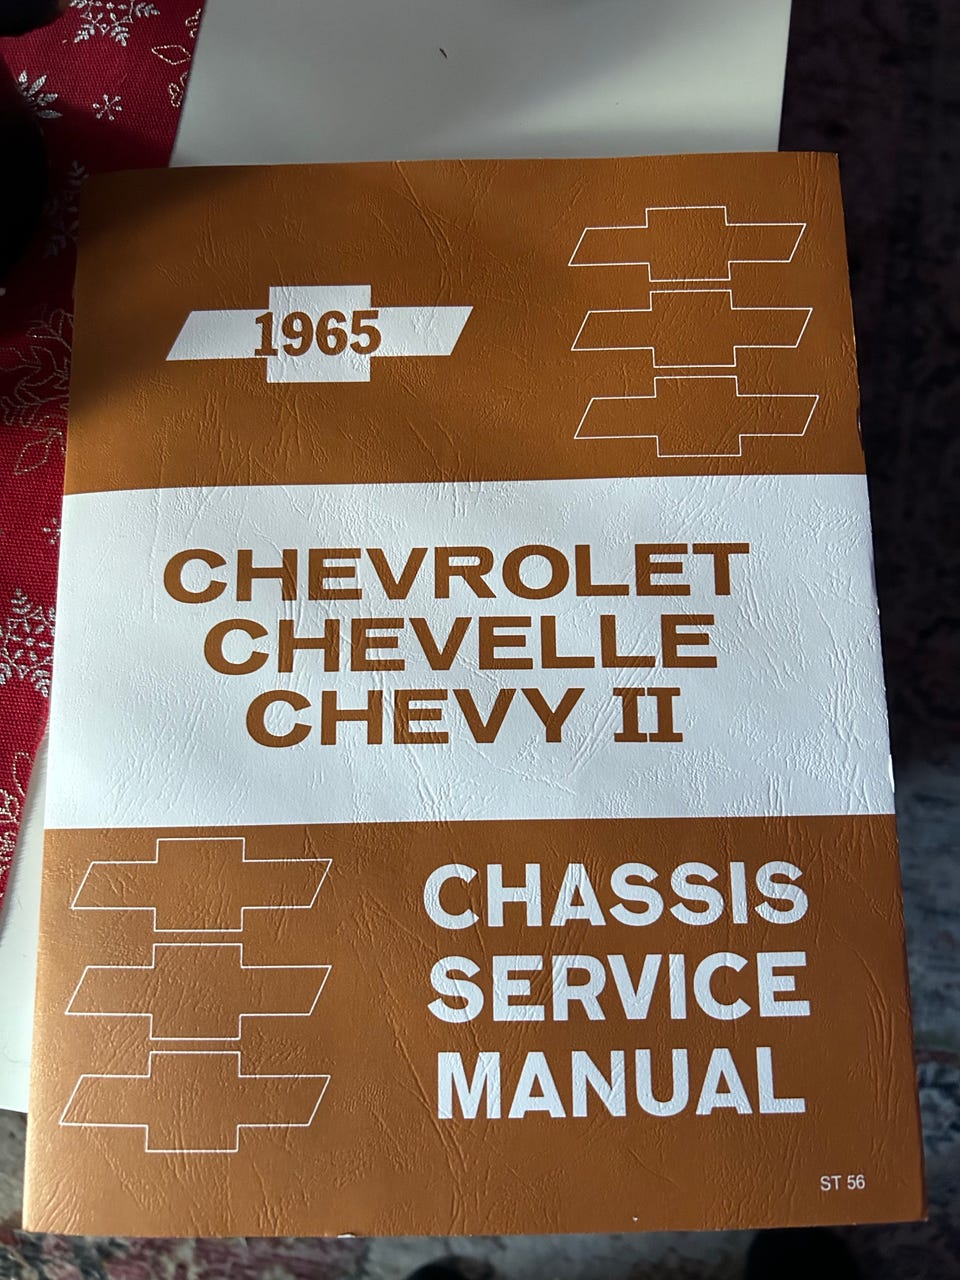 1965
CHEVROLET
CHEVELLE
CHEVY II
CHASSIS
SERVICE
MANUAL
ST 56